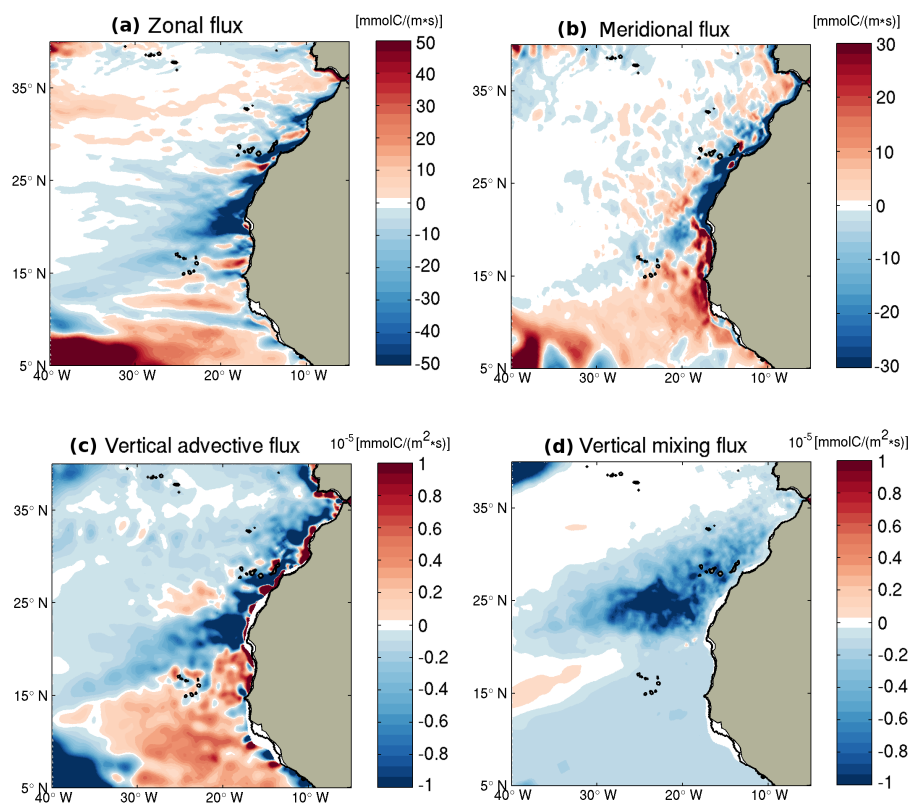 (a) Zonal flux [mmolC/(m*s)]
35° N
25° N
15° N
5° N
40° W 30° W 20° W 10° W
50
40
30
20
10
0
-10
-20
-30
-40
-50
(b) Meridional flux [mmolC/(m*s)]
35° N
25° N
15° N
5° N
40° W 30° W 20° W 10° W
30
20
10
0
-10
-20
-30
(c) Vertical advective flux 10⁻⁵[mmolC/(m²*s)]
35° N
25° N
15° N
5° N
40° W 30° W 20° W 10° W
1
0.8
0.6
0.4
0.2
0
-0.2
-0.4
-0.6
-0.8
-1
(d) Vertical mixing flux 10⁻⁵[mmolC/(m²*s)]
35° N
25° N
15° N
5° N
40° W 30° W 20° W 10° W
1
0.8
0.6
0.4
0.2
0
-0.2
-0.4
-0.6
-0.8
-1